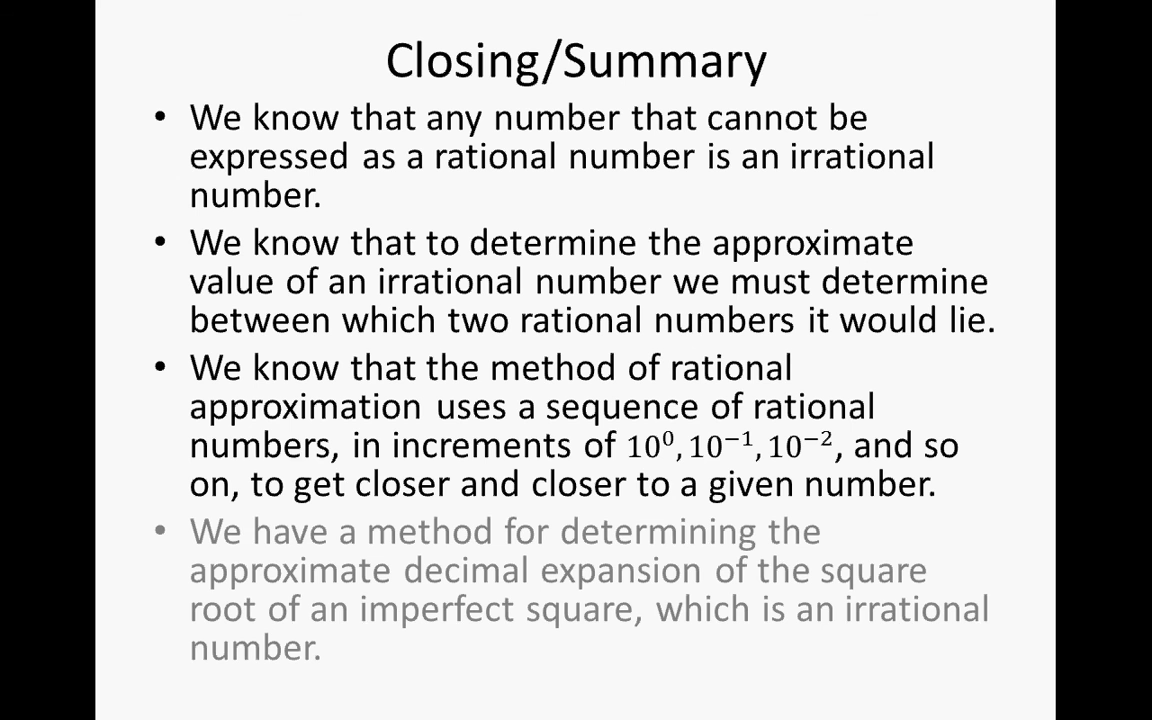 Closing/Summary
• We know that any number that cannot be
expressed as a rational number is an irrational
number.
• We know that to determine the approximate
value of an irrational number we must determine
between which two rational numbers it would lie.
• We know that the method of rational
approximation uses a sequence of rational
numbers, in increments of 10⁰, 10⁻¹, 10⁻², and so
on, to get closer and closer to a given number.
• We have a method for determining the
approximate decimal expansion of the square
root of an imperfect square, which is an irrational
number.